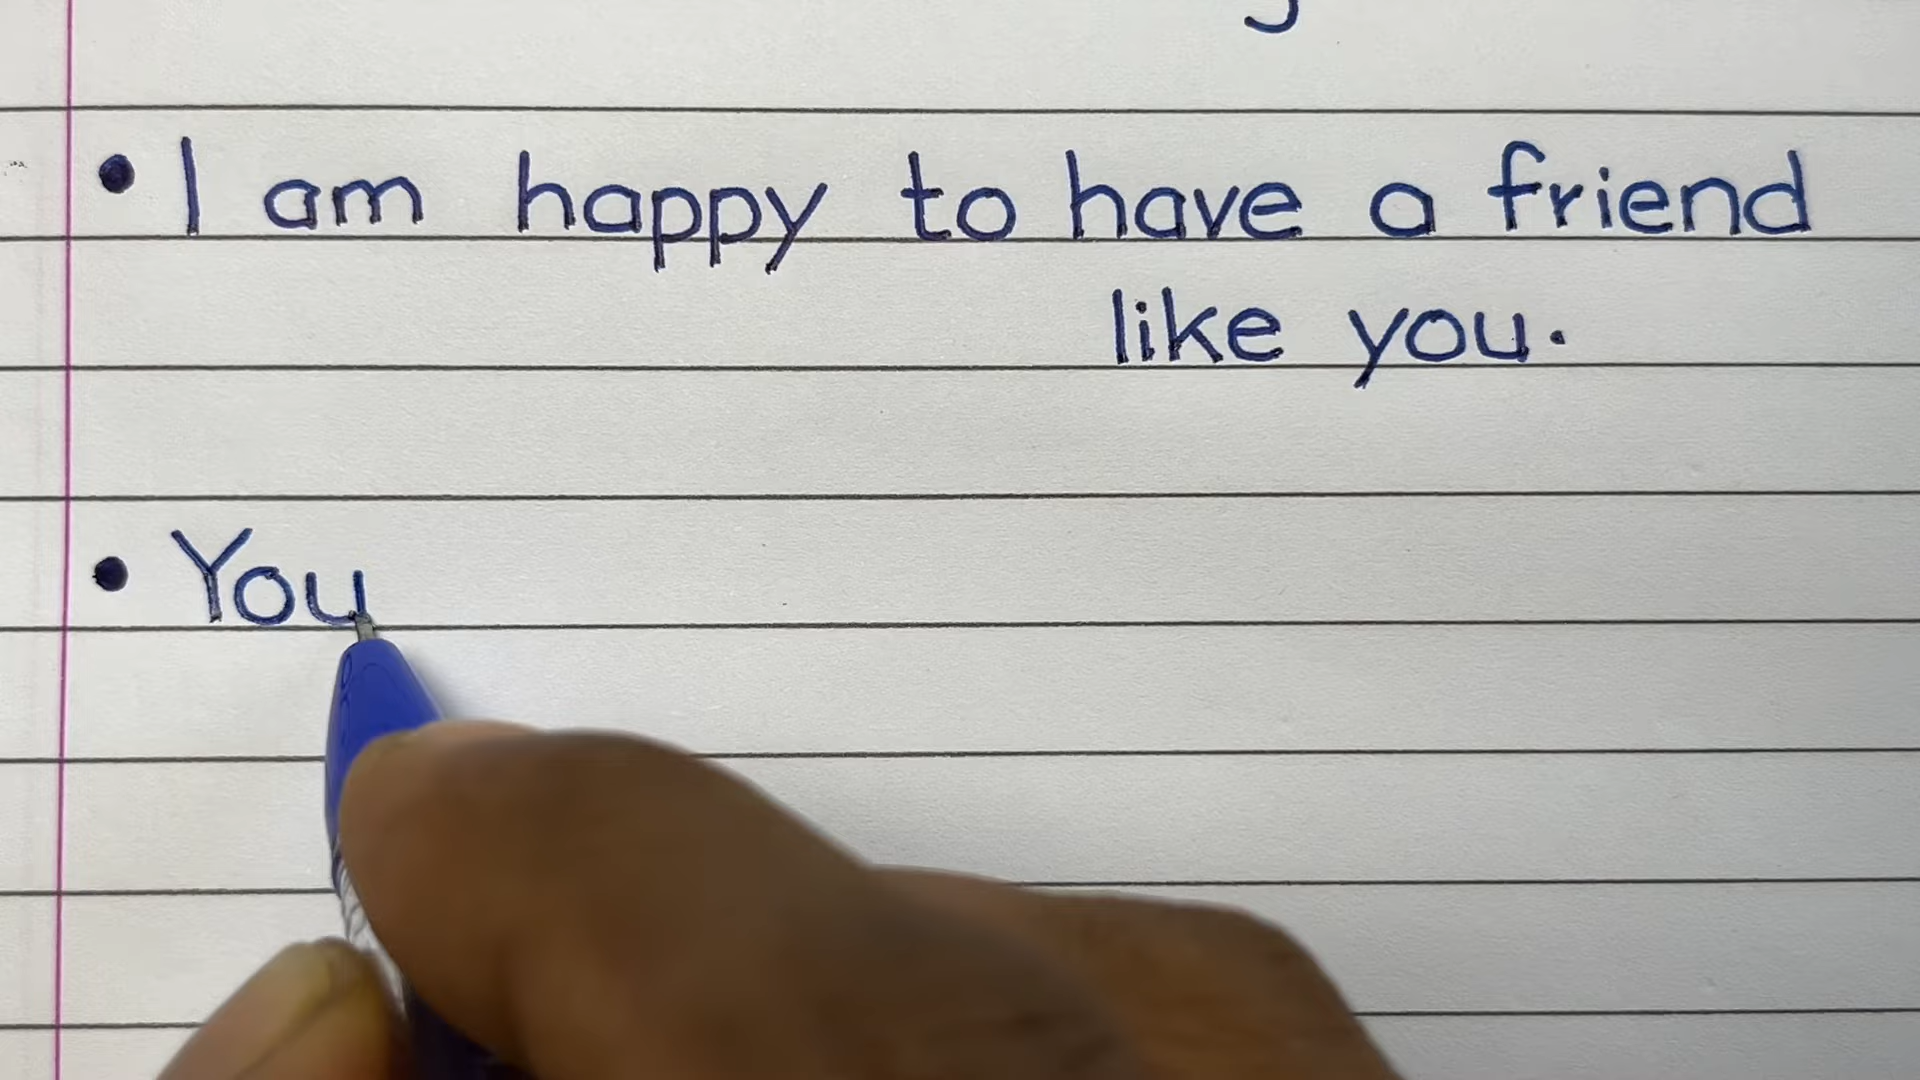 • I am happy to have a friend
like you.
• You